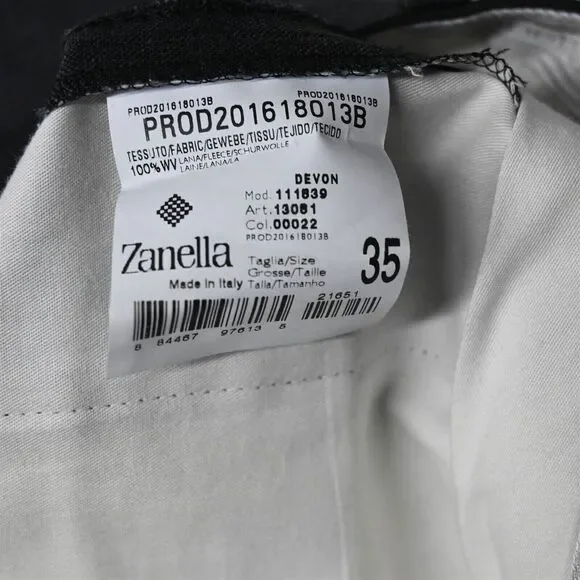 PROD201618013B PROD201618013B
PROD201618013B
TESSUTO/FABRIC/GEWEBE/TISSU/TEJIDO/TECIDO
100%WV LANA/FLEECE/SCHURWOLLE
LAINE/LANA/LA
DEVON
Mod. 111639
Art. 13081
Col. 00022
PROD201618013B
Zanella
Made in Italy
Taglia/Size
Grosse/Taille
Talla/Tamanho
35
21651
8 84467 97613 5